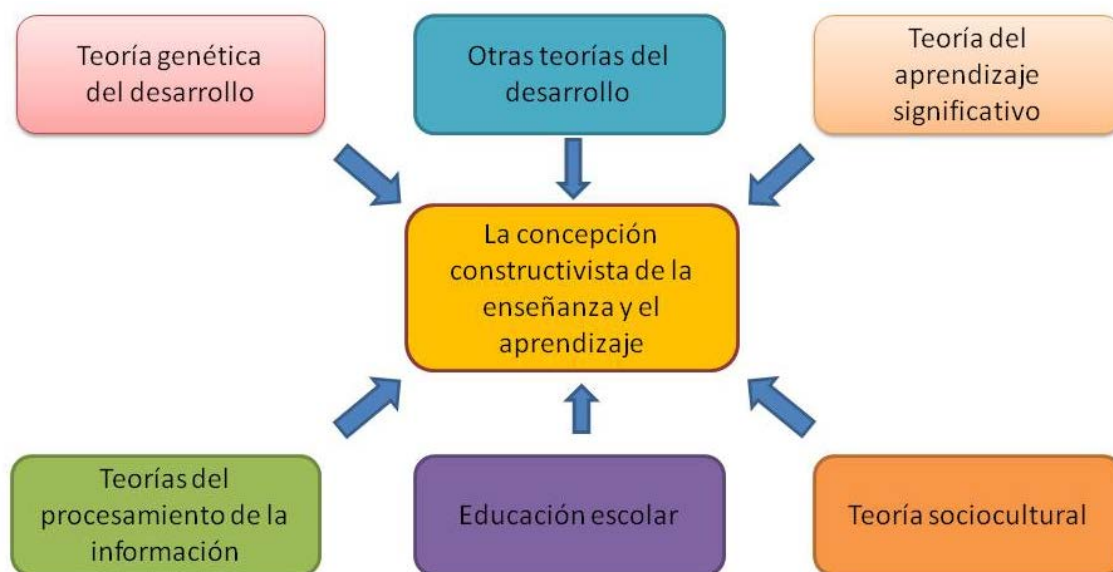 Teoría genética
del desarrollo
Otras teorías del
desarrollo
Teoría del
aprendizaje
significativo
La concepción
constructivista de la
enseñanza y el
aprendizaje
Teorías del
procesamiento de la
información
Educación escolar
Teoría sociocultural